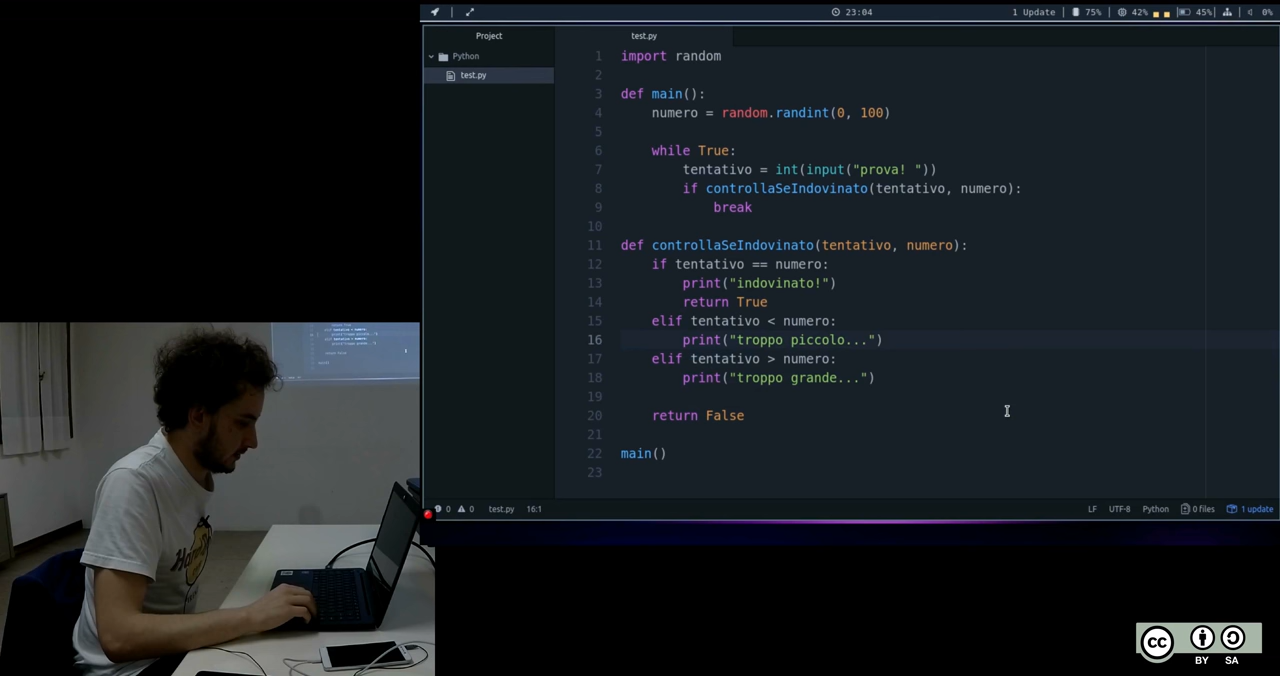 23:04
1 Update
75%
42%
45%
0%
Project
test.py
Python
test.py
1 import random
2
3 def main():
4 numero = random.randint(0, 100)
5
6 while True:
7 tentativo = int(input("prova! "))
8 if controllaSeIndovinato(tentativo, numero):
9 break
10
11 def controllaSeIndovinato(tentativo, numero):
12 if tentativo == numero:
13 print("indovinato!")
14 return True
15 elif tentativo < numero:
16 print("troppo piccolo...")
17 elif tentativo > numero:
18 print("troppo grande...")
19
20 return False
21
22 main()
23
0 0 test.py 16:1
LF UTF-8 Python 0 files 1 update
cc
BY SA